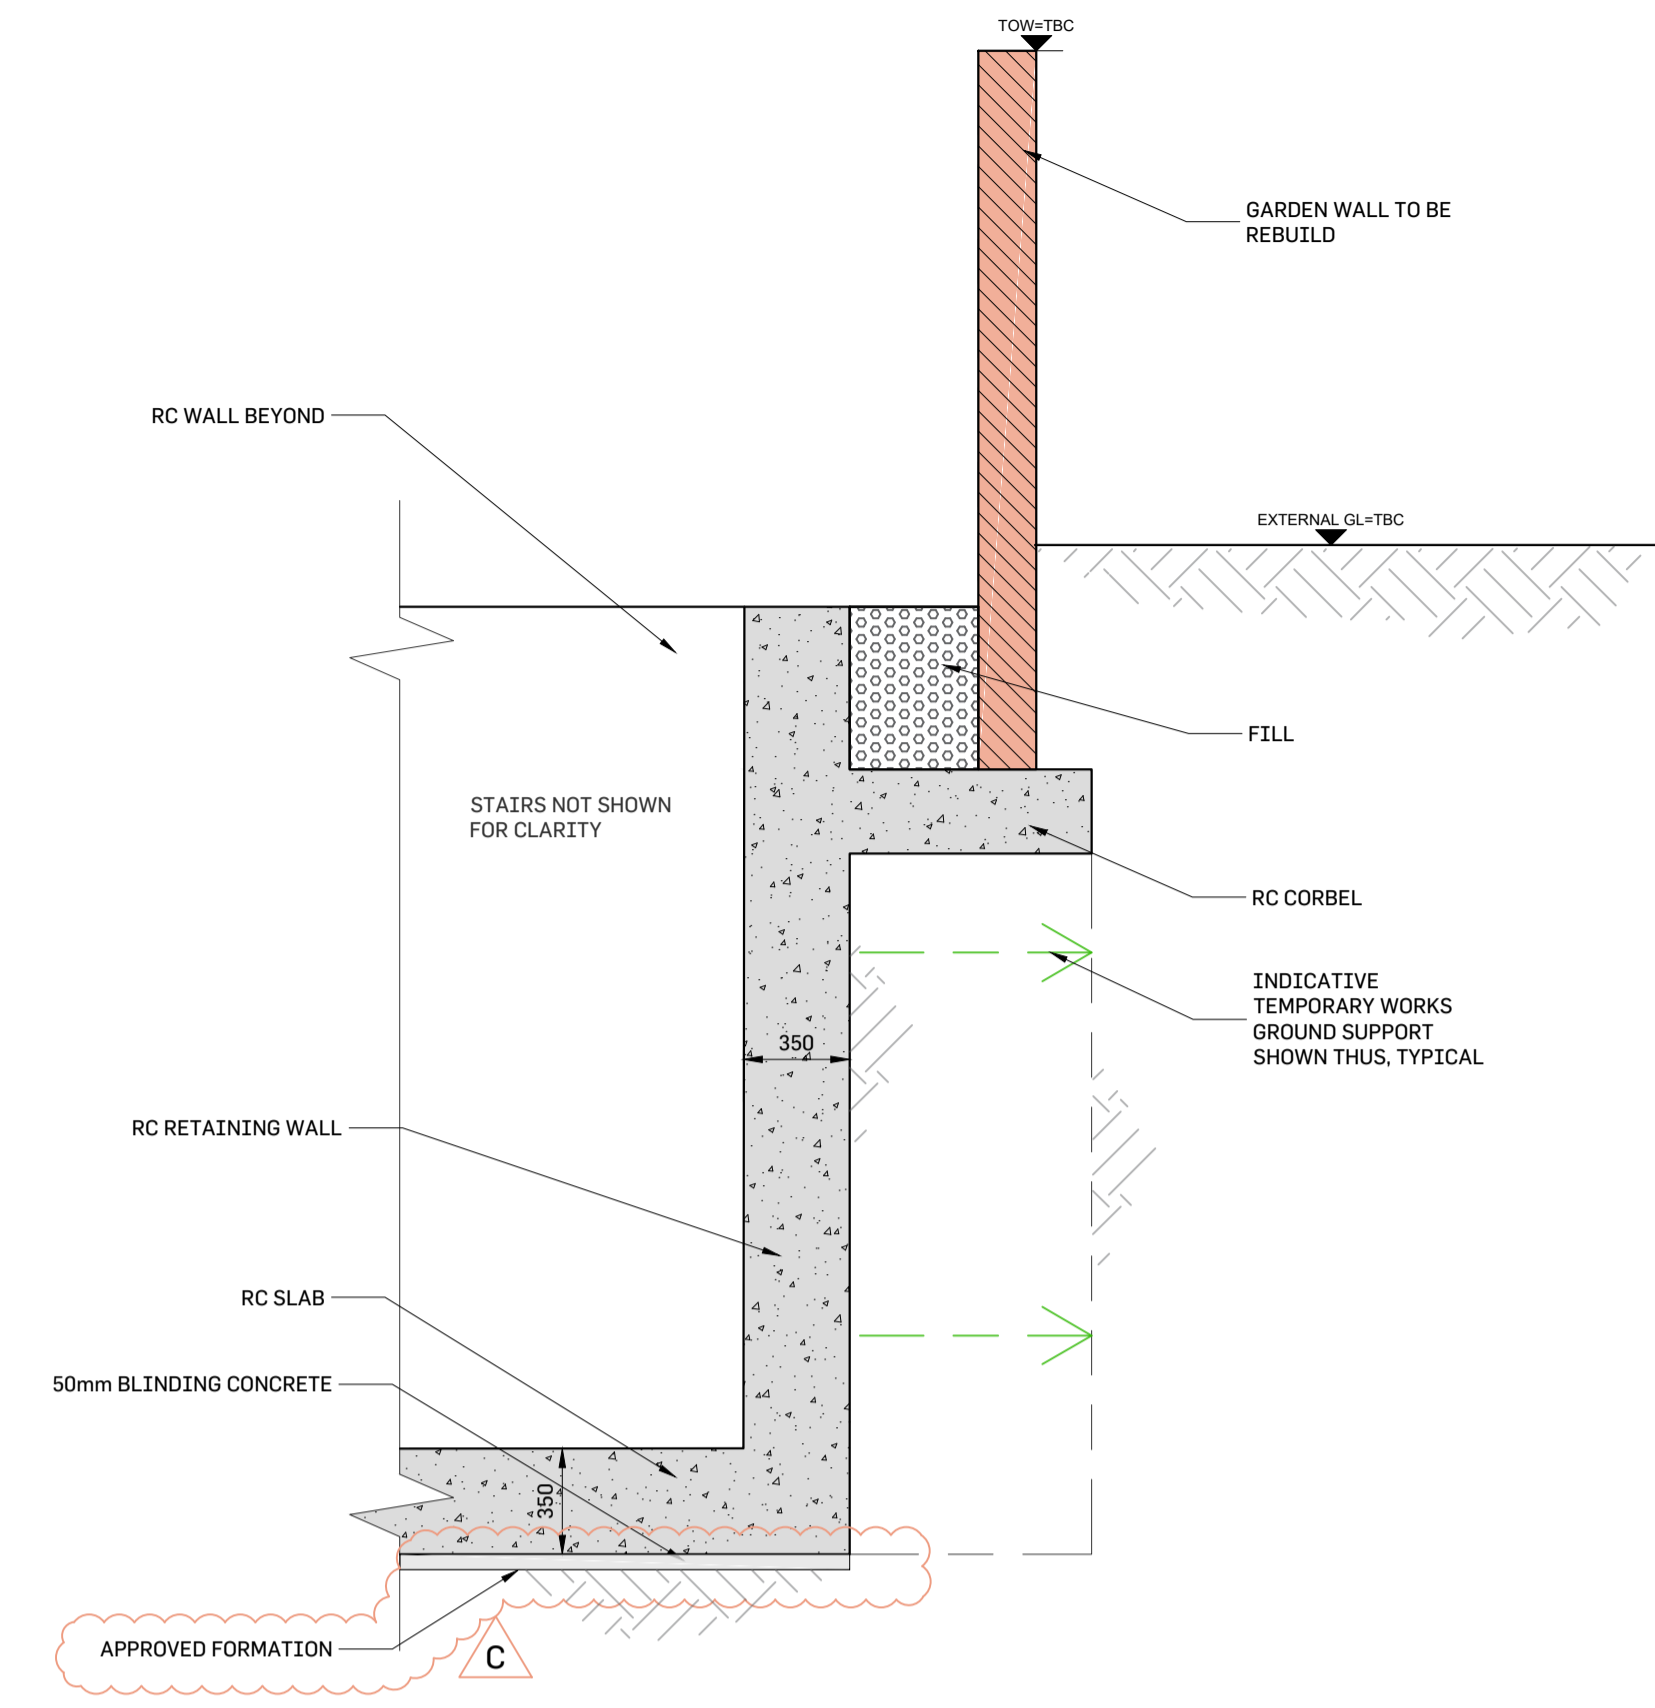 TOW=TBC
GARDEN WALL TO BE
REBUILD
RC WALL BEYOND
EXTERNAL GL=TBC
FILL
STAIRS NOT SHOWN
FOR CLARITY
RC CORBEL
INDICATIVE
TEMPORARY WORKS
GROUND SUPPORT
SHOWN THUS, TYPICAL
350
RC RETAINING WALL
RC SLAB
50mm BLINDING CONCRETE
350
APPROVED FORMATION
C